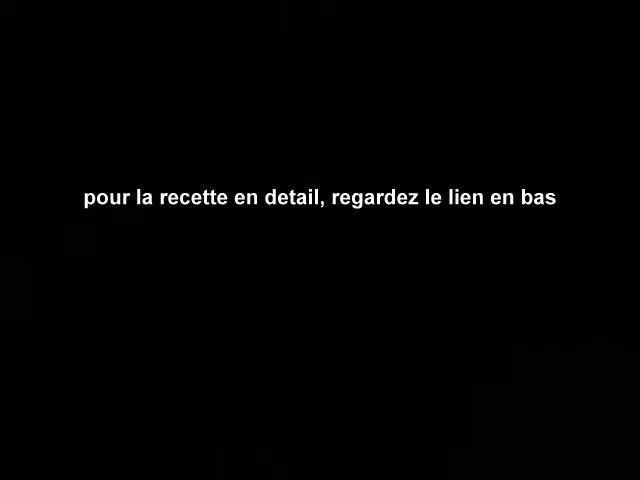 pour la recette en detail, regardez le lien en bas